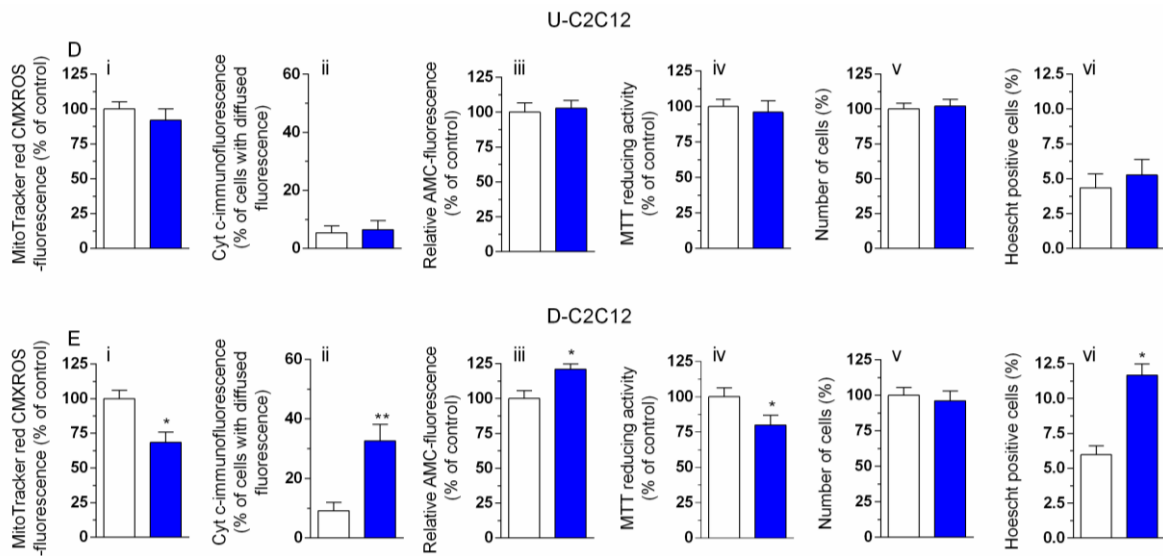 U-C2C12
D
i
MitoTracker red CMXROS
-fluorescence (% of control)
125
100
75
50
25
0
ii
Cyt c-immunofluorescence
(% of cells with diffused
fluorescence)
60
40
20
0
iii
Relative AMC-fluorescence
(% of control)
125
100
75
50
25
0
iv
MTT reducing activity
(% of control)
125
100
75
50
25
0
v
Number of cells (%)
125
100
75
50
25
0
vi
Hoescht positive cells (%)
12.5
10.0
7.5
5.0
2.5
0.0
D-C2C12
E
i
MitoTracker red CMXROS
-fluorescence (% of control)
125
100
75
50
25
0
*
ii
Cyt c-immunofluorescence
(% of cells with diffused
fluorescence)
60
40
20
0
**
iii
Relative AMC-fluorescence
(% of control)
125
100
75
50
25
0
*
iv
MTT reducing activity
(% of control)
125
100
75
50
25
0
*
v
Number of cells (%)
125
100
75
50
25
0
vi
Hoescht positive cells (%)
12.5
10.0
7.5
5.0
2.5
0.0
*